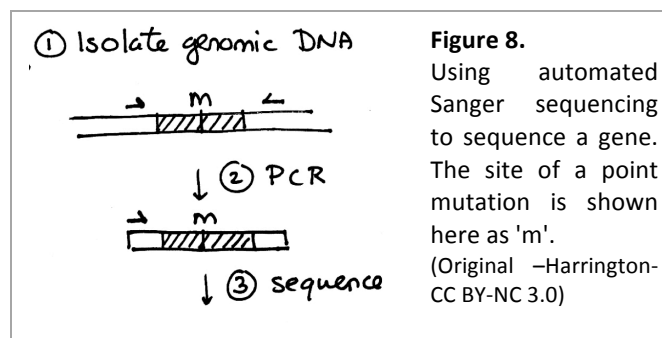 ① Isolate genomic DNA
m
② PCR
m
③ sequence
Figure 8.
Using automated
Sanger sequencing
to sequence a gene.
The site of a point
mutation is shown
here as 'm'.
(Original –Harrington-
CC BY-NC 3.0)